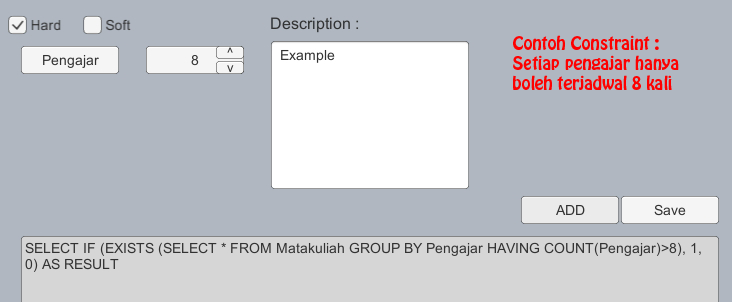 Hard Soft Description :
Pengajar 8 Example
Contoh Constraint :
Setiap pengajar hanya
boleh terjadwal 8 kali
ADD Save
SELECT IF (EXISTS (SELECT * FROM Matakuliah GROUP BY Pengajar HAVING COUNT(Pengajar)>8), 1,
0) AS RESULT